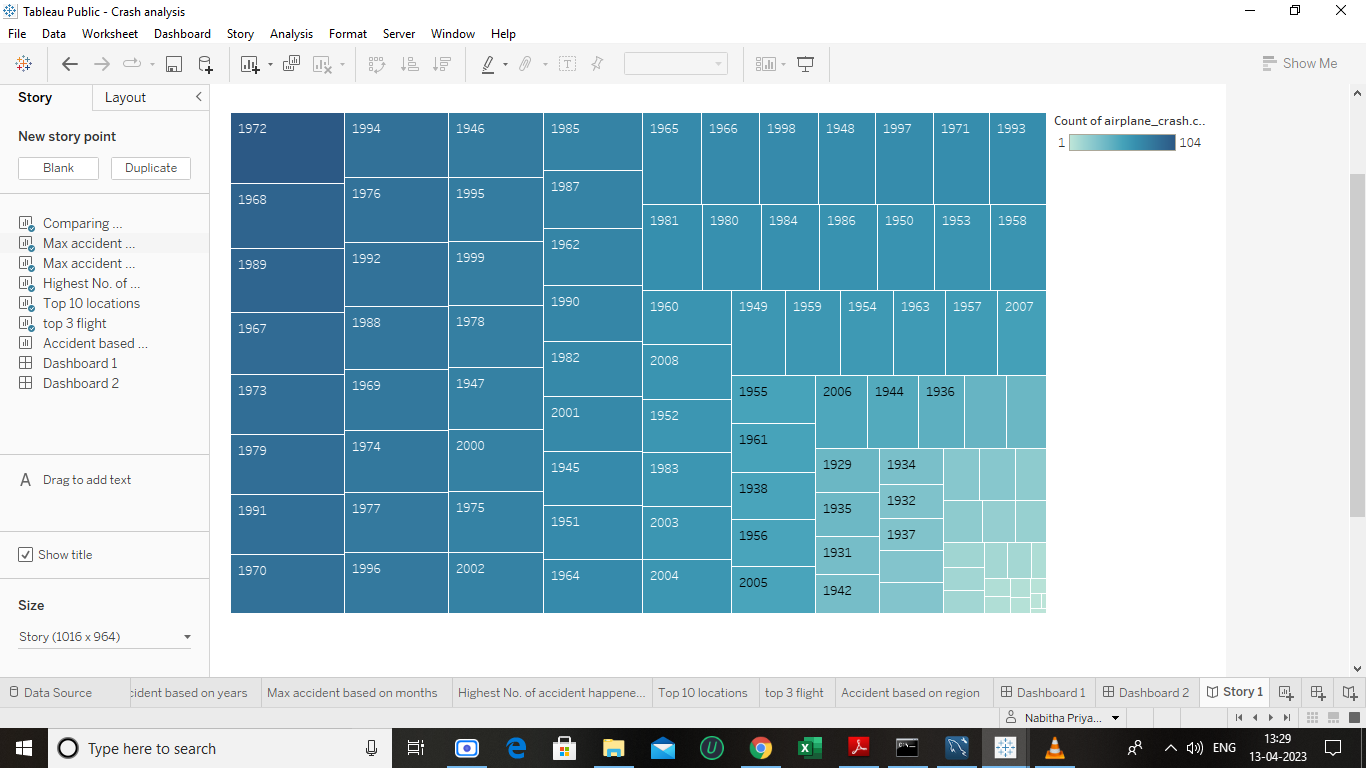 Tableau Public - Crash analysis
File Data Worksheet Dashboard Story Analysis Format Server Window Help
Show Me
Story Layout
New story point
Blank Duplicate
Comparing ...
Max accident ...
Max accident ...
Highest No. of ...
Top 10 locations
top 3 flight
Accident based ...
Dashboard 1
Dashboard 2
A Drag to add text
Show title
Size
Story (1016 x 964)
1972
1968
1989
1967
1973
1979
1991
1970
1994
1976
1992
1988
1969
1974
1977
1996
1946
1995
1999
1978
1947
2000
1975
2002
1985
1987
1962
1990
1982
2001
1945
1951
1964
1965 1966 1998 1948 1997 1971 1993
1981 1980 1984 1986 1950 1953 1958
1960
2008
1952
1983
2003
2004
1949 1959 1954 1963 1957 2007
1955
1961
1938
1956
2005
2006 1944 1936
1929
1935
1931
1942
1934
1932
1937
Count of airplane_crash.c..
1 104
Data Source cident based on years Max accident based on months Highest No. of accident happene... Top 10 locations top 3 flight Accident based on region Dashboard 1 Dashboard 2 Story 1
Nabitha Priya...
Type here to search
ENG
13:29
13-04-2023